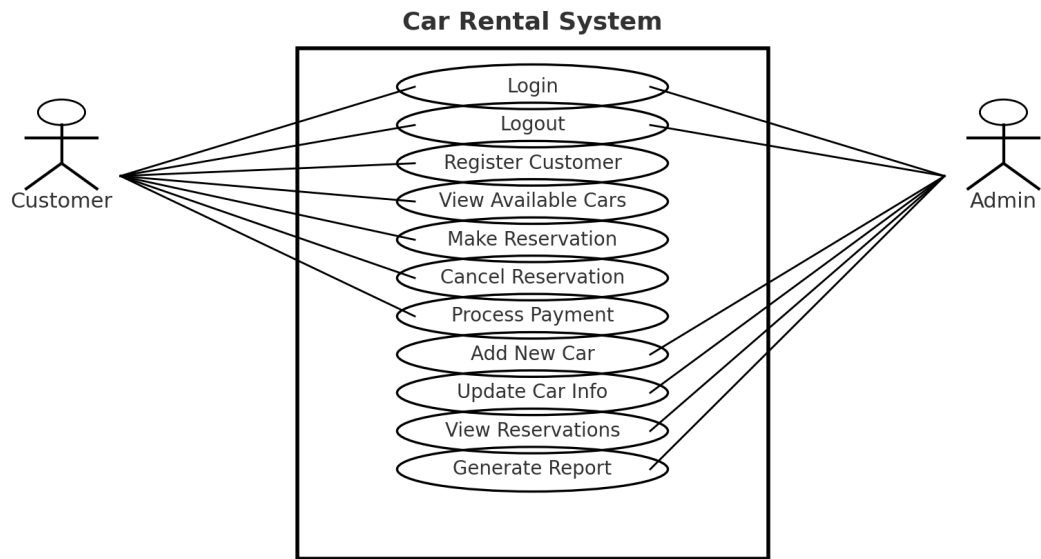 Car Rental System
Login
Logout
Register Customer
View Available Cars
Customer
Admin
Make Reservation
Cancel Reservation
Process Payment
Add New Car
Update Car Info
View Reservations
Generate Report